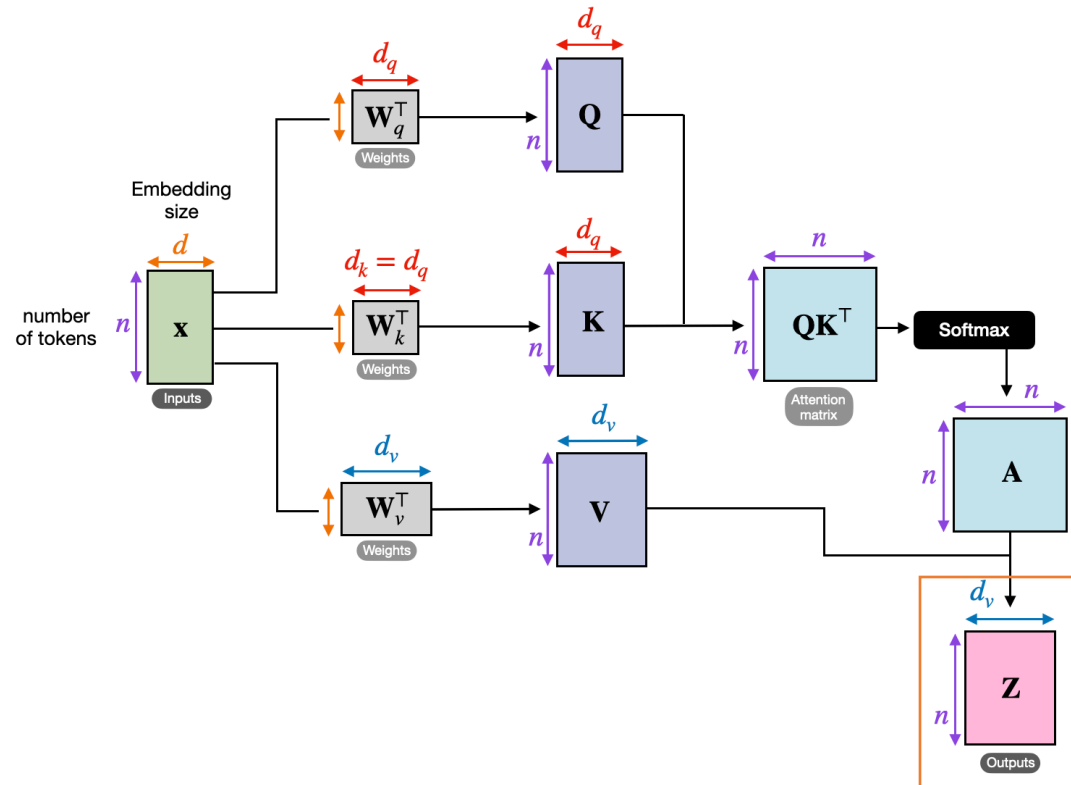 d_q
d_q
W_q^⊤
Q
n
Weights
Embedding
size
d
d_k = d_q
d_q
n
number
of tokens
n
x
W_k^⊤
K
n
QK^⊤
n
Softmax
Inputs
Weights
Attention
matrix
n
d_v
d_v
n
A
W_v^⊤
V
n
Weights
d_v
Z
n
Outputs